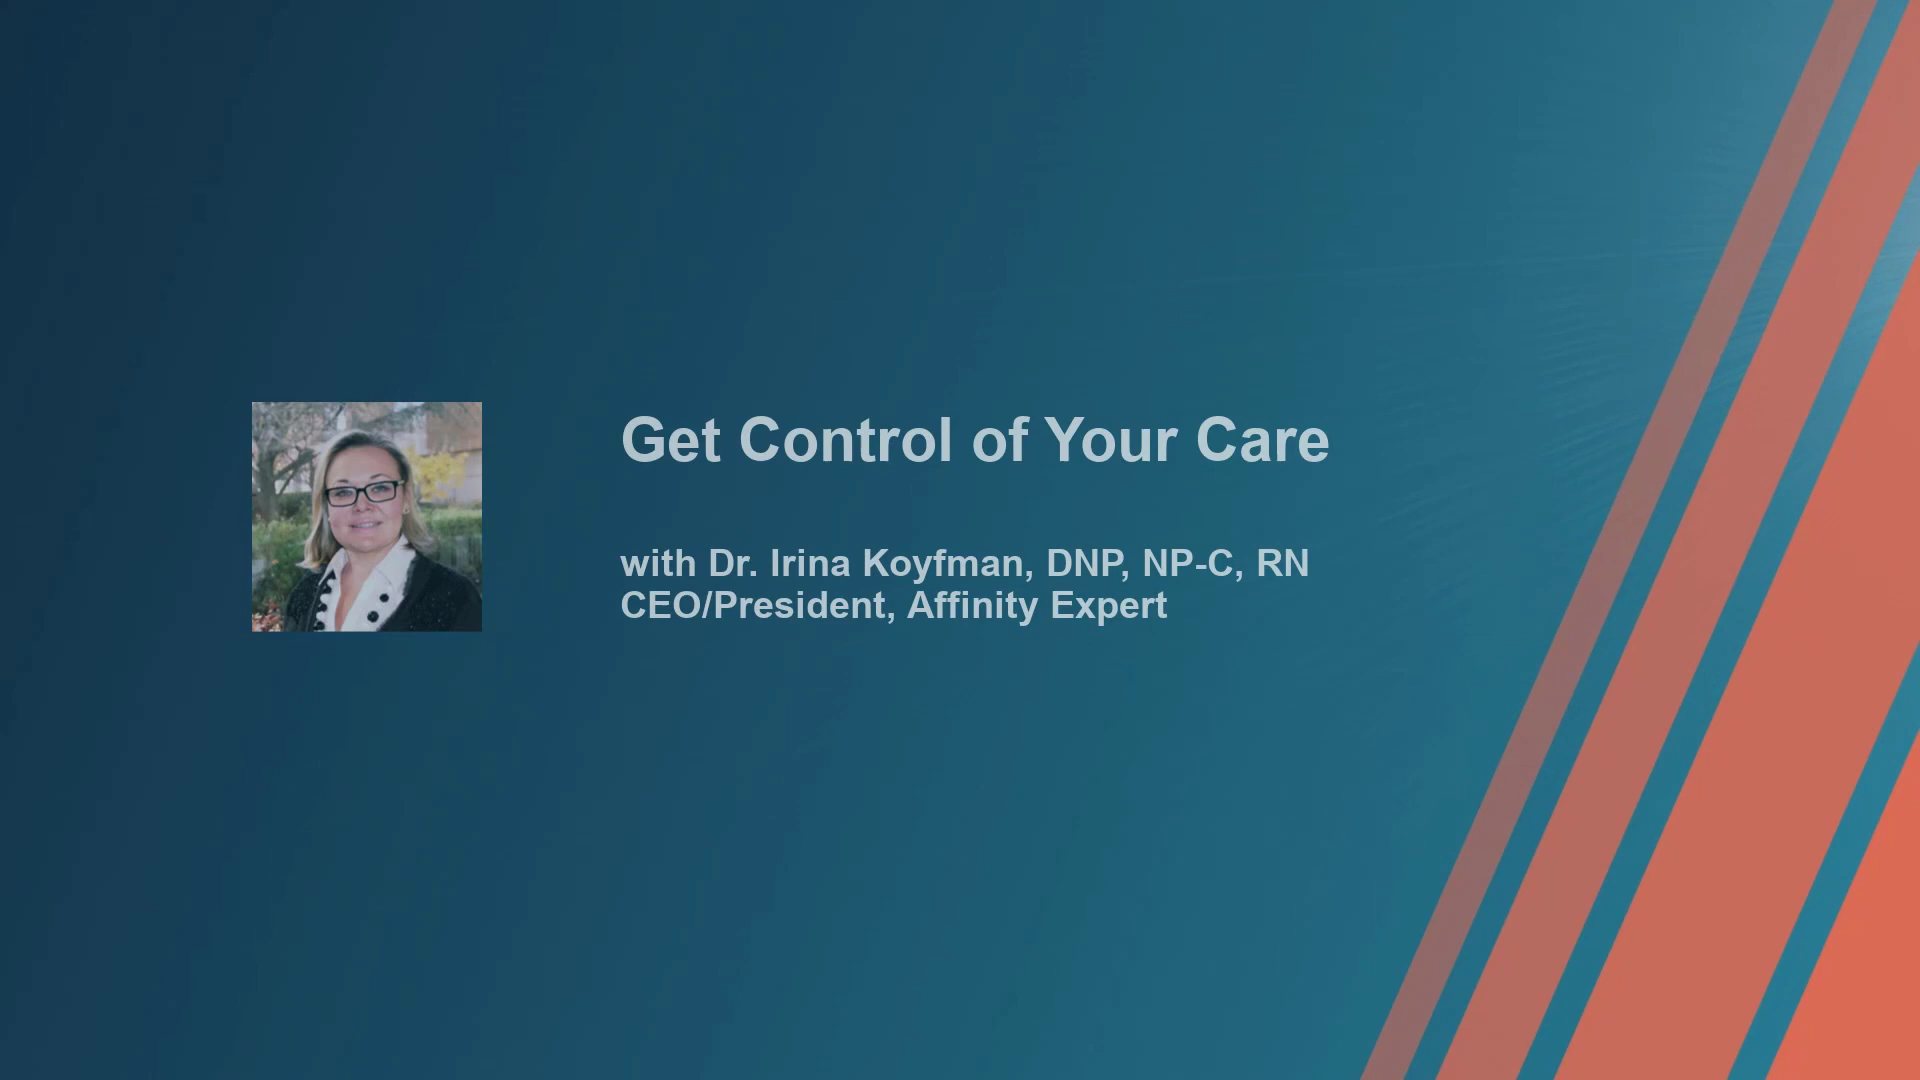 Get Control of Your Care
with Dr. Irina Koyfman, DNP, NP-C, RN
CEO/President, Affinity Expert